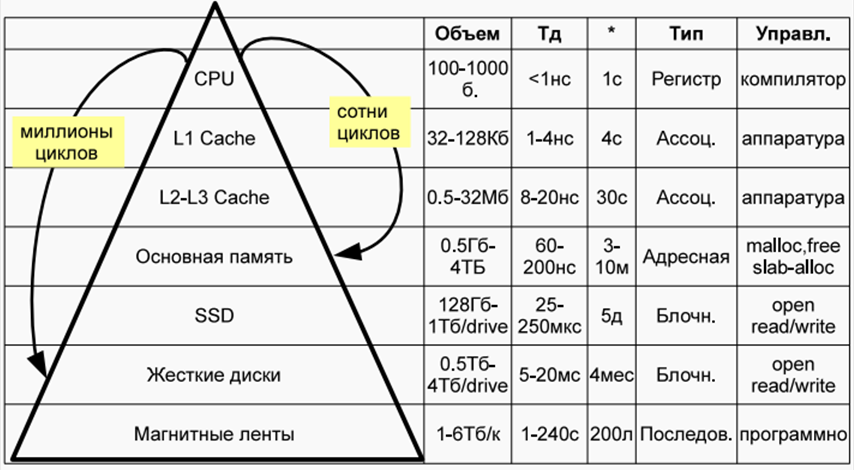 Объем Тд * Тип Управл.
CPU 100-1000 б. <1нс 1с Регистр компилятор
миллионы циклов
сотни циклов
L1 Cache 32-128Кб 1-4нс 4с Ассоц. аппаратура
L2-L3 Cache 0.5-32Мб 8-20нс 30с Ассоц. аппаратура
Основная память 0.5Гб-4ТБ 60-200нс 3-10м Адресная malloc,free slab-alloc
SSD 128Гб-1Тб/drive 25-250мкс 5д Блочн. open read/write
Жесткие диски 0.5Тб-4Тб/drive 5-20мс 4мес Блочн. open read/write
Магнитные ленты 1-6Тб/к 1-240с 200л Последов. программно